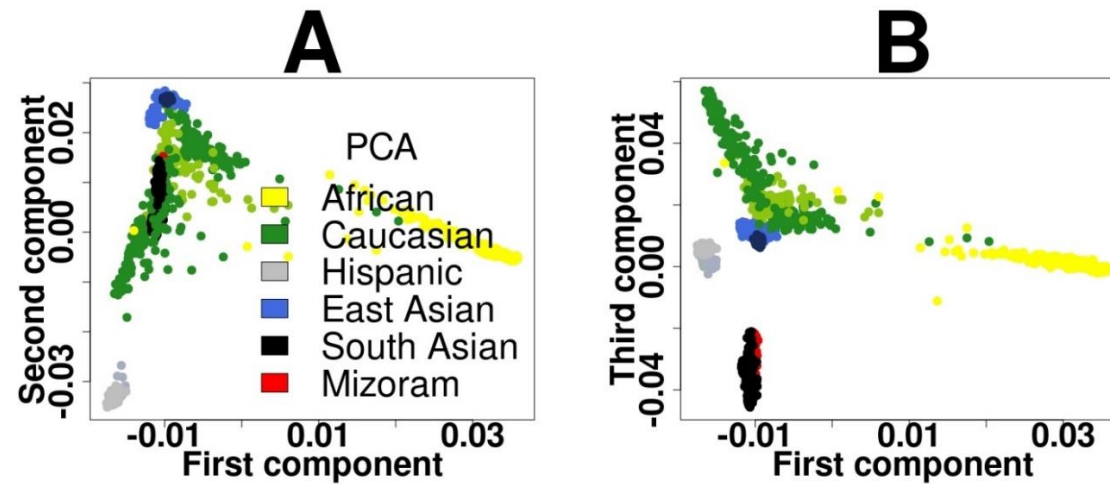 A
B
Second component
0.02
0.00
-0.03
PCA
African
Caucasian
Hispanic
East Asian
South Asian
Mizoram
-0.01
0.01
0.03
First component
Third component
0.04
0.00
-0.04
-0.01
0.01
0.03
First component